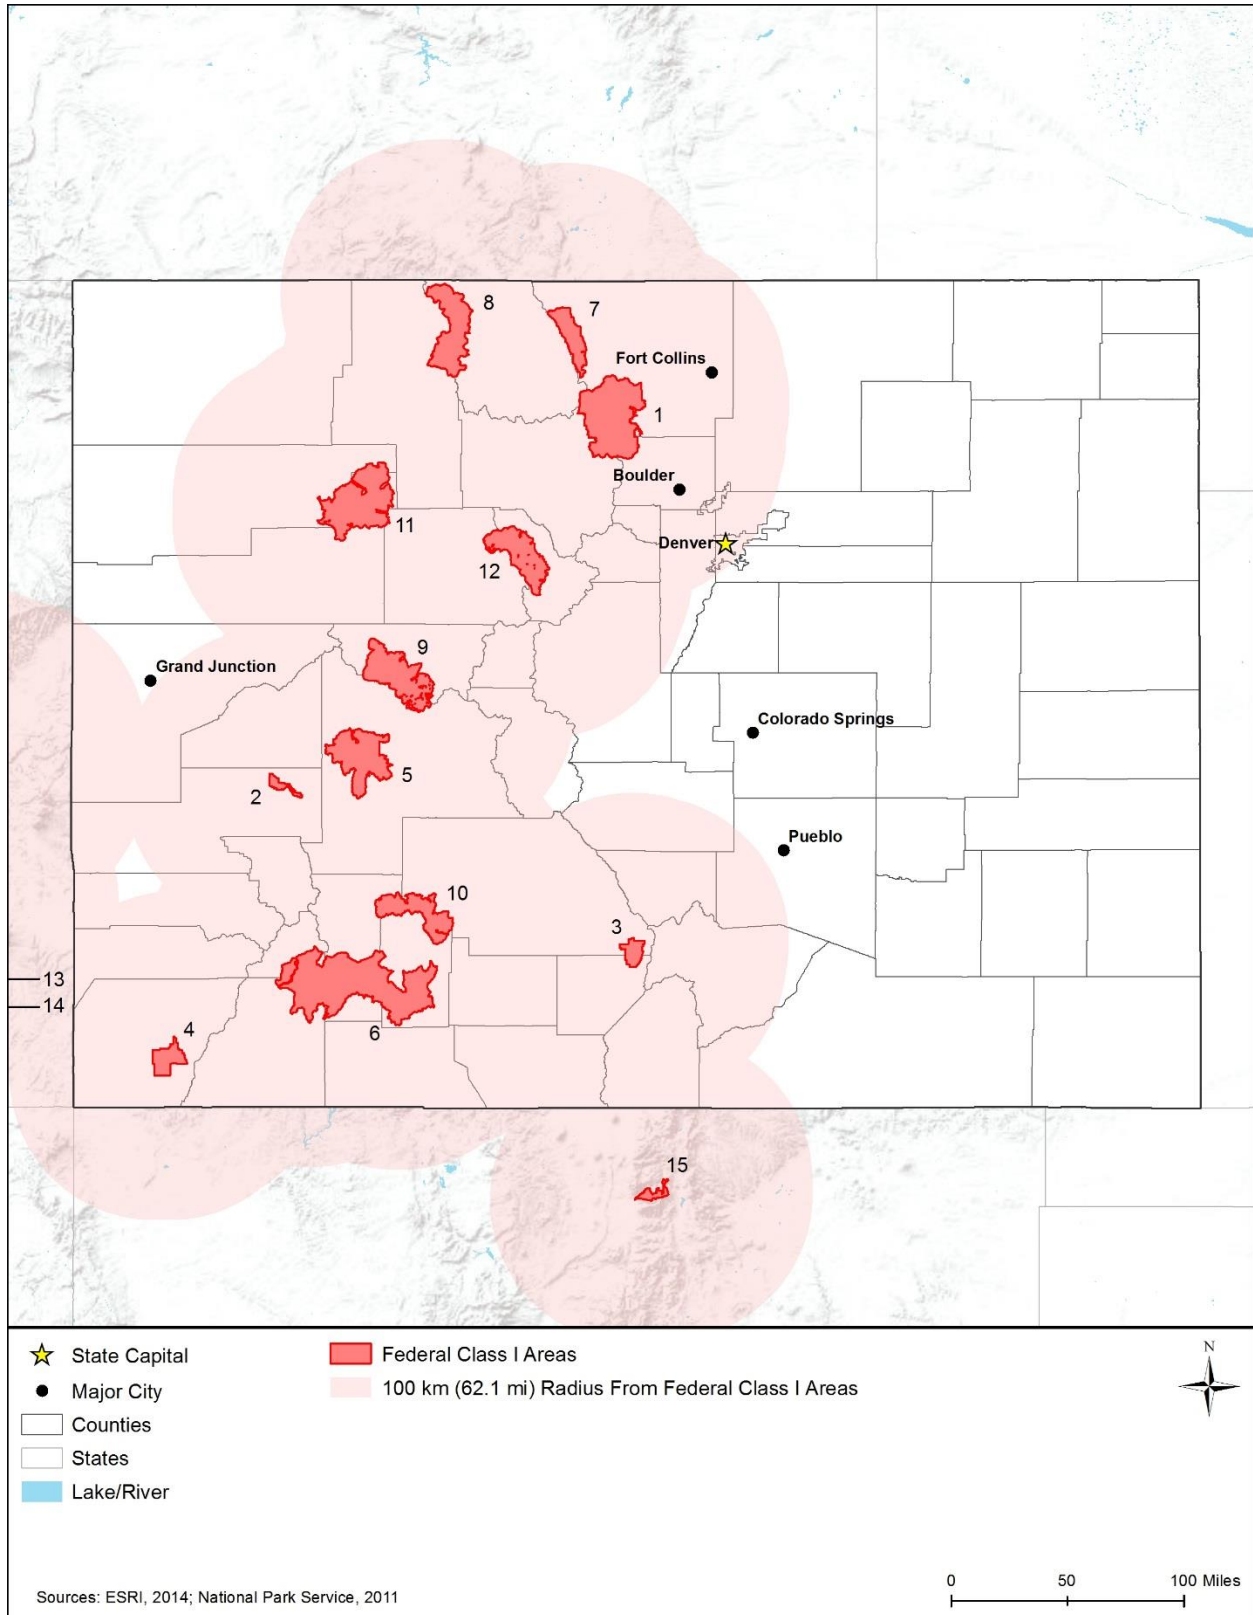 8
7
Fort Collins
1
Boulder
11
Denver
12
9
Grand Junction
Colorado Springs
5
2
Pueblo
10
3
13
14
4
6
15
State Capital
Major City
Counties
States
Lake/River
Federal Class I Areas
100 km (62.1 mi) Radius From Federal Class I Areas
N
Sources: ESRI, 2014; National Park Service, 2011
0 50 100 Miles